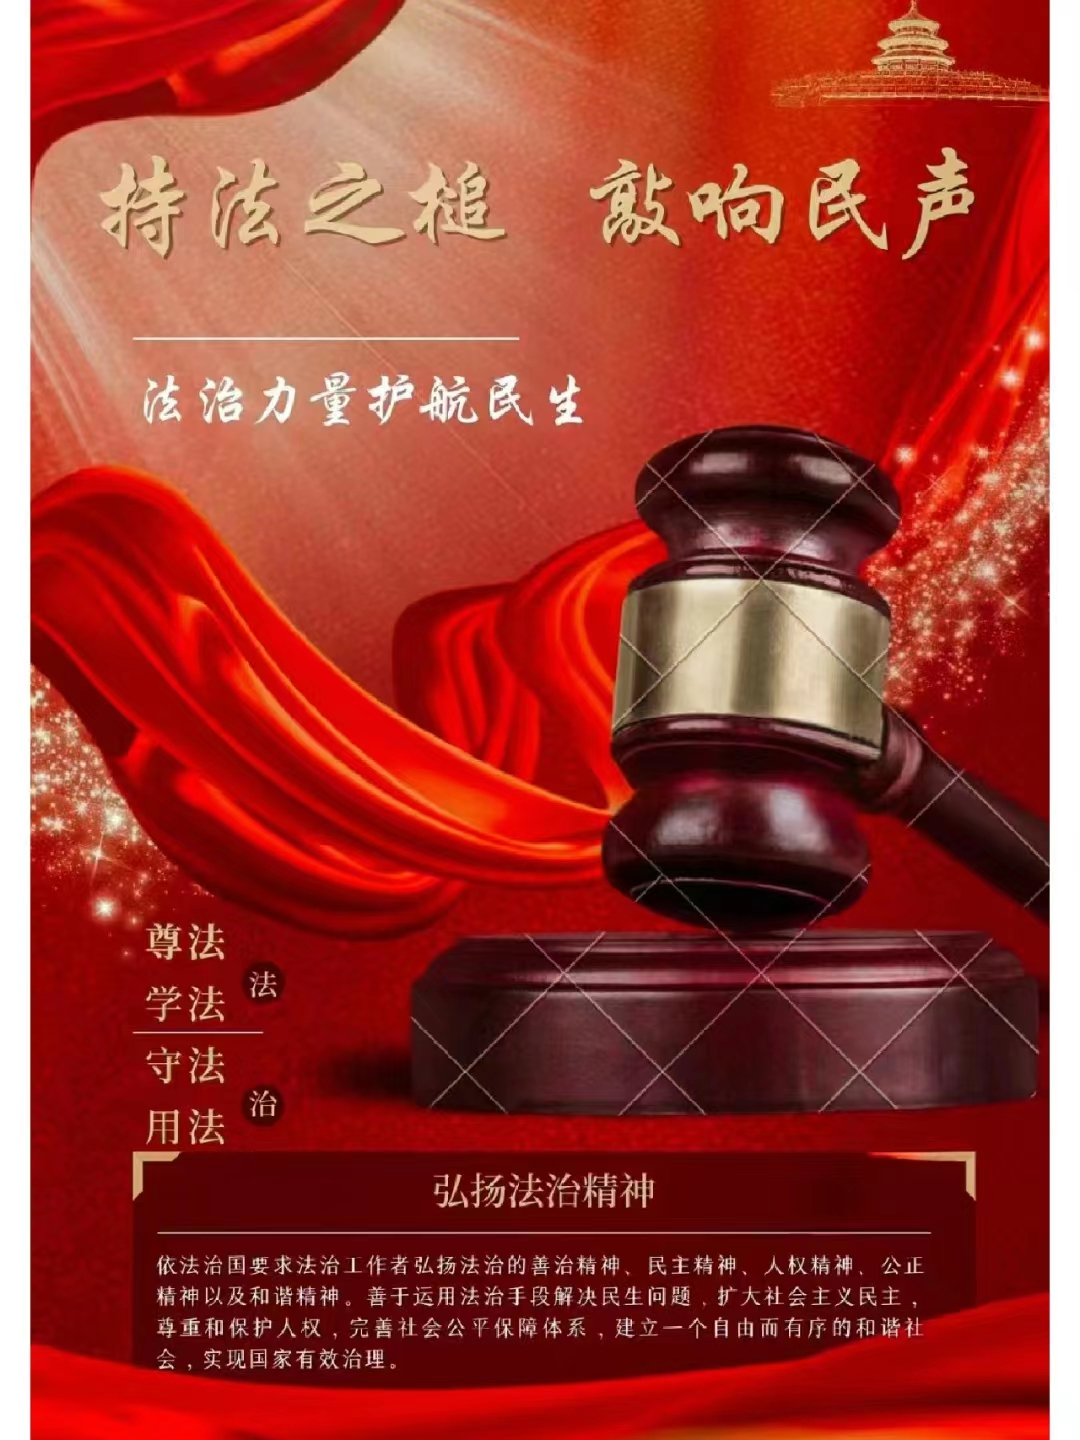 持法之槌 敲响民声
法治力量护航民生
尊法
学法
法
守法
用法
治
弘扬法治精神
依法治国要求法治工作者弘扬法治的善治精神、民主精神、人权精神、公正
精神以及和谐精神。善于运用法治手段解决民生问题，扩大社会主义民主，
尊重和保护人权，完善社会公平保障体系，建立一个自由而有序的和谐社
会，实现国家有效治理。